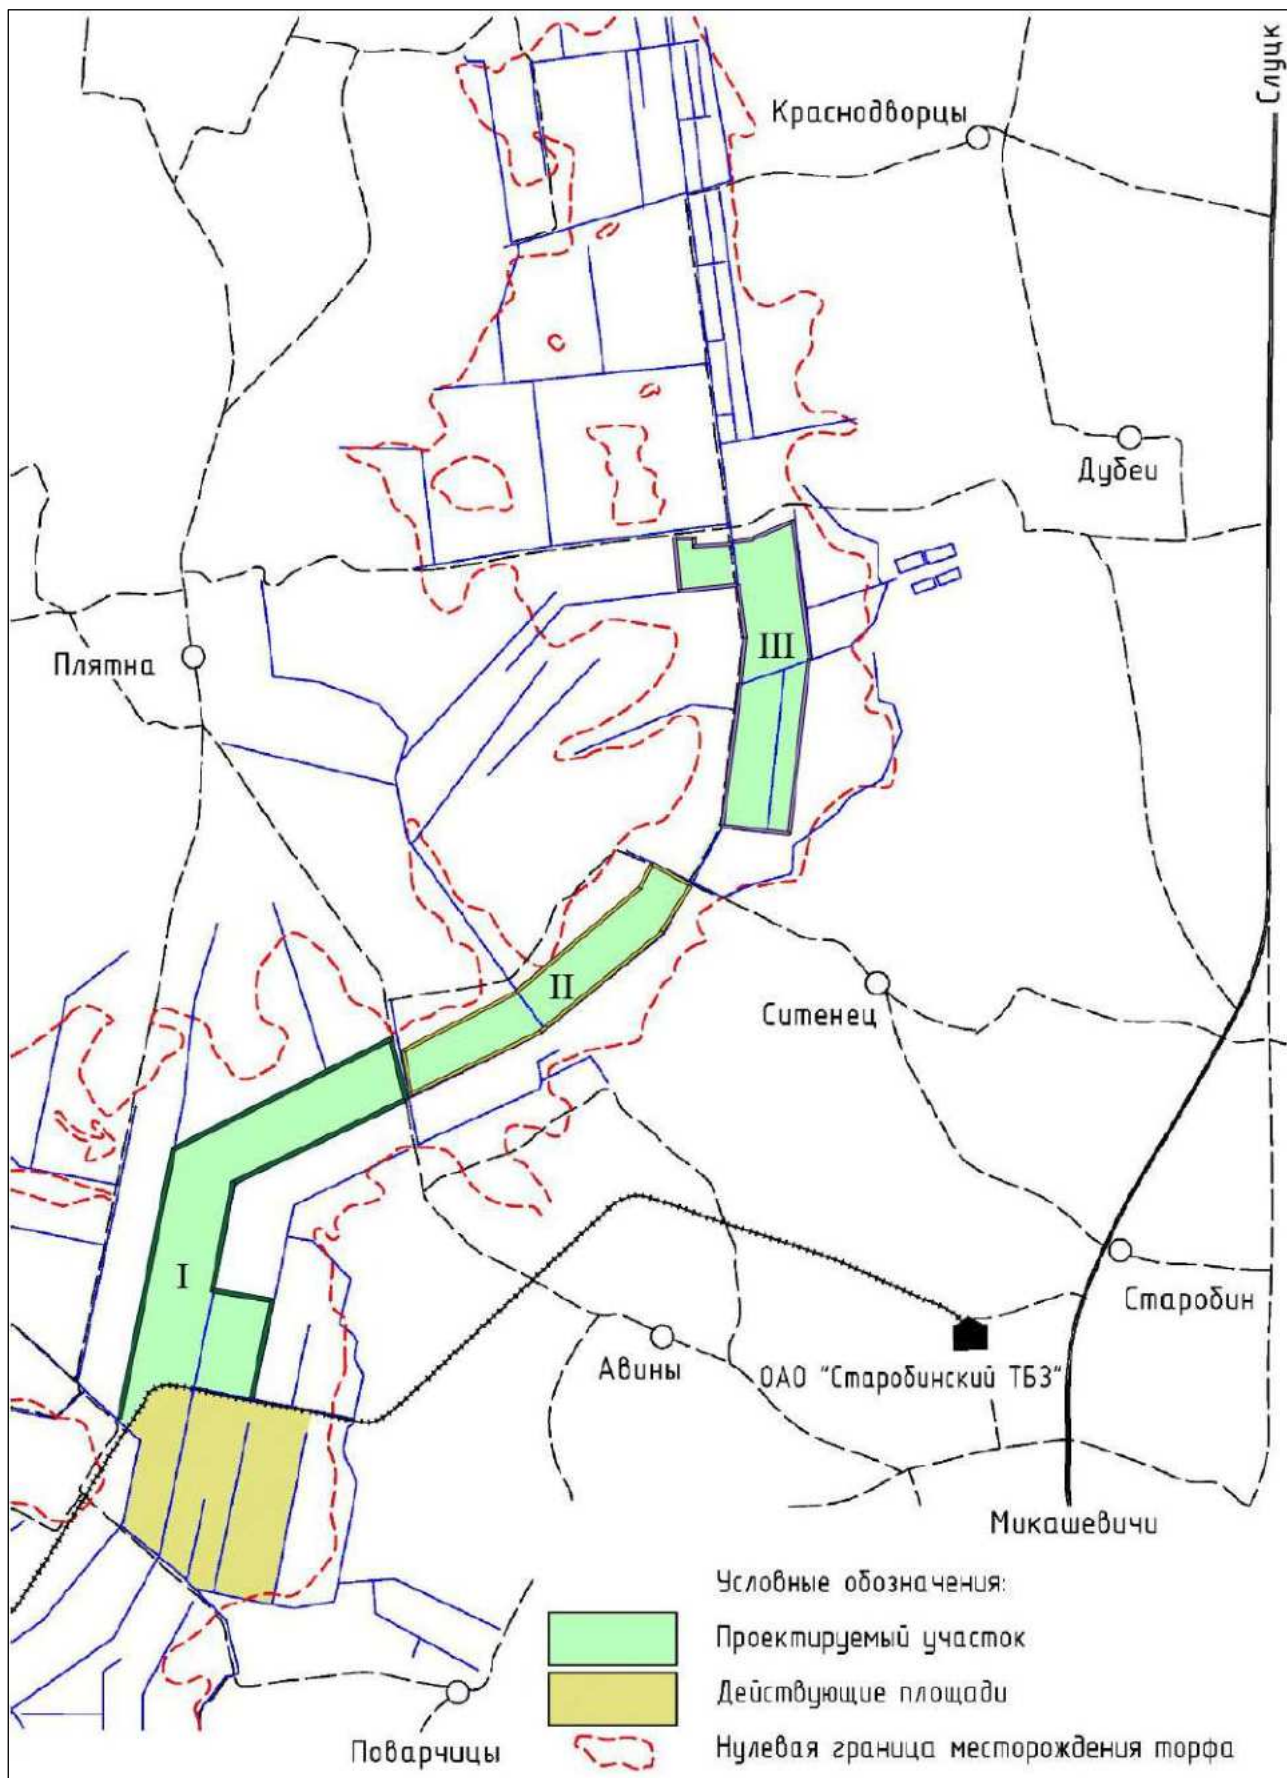 Слуцк
Краснодворцы
Дубеи
Плятна
III
II
Ситенец
I
Старобин
Авины
ОАО "Старобинский ТБЗ"
Микашевичи
Условные обозначения:
Проектируемый участок
Действующие площади
Нулевая граница месторождения торфа
Поварчицы